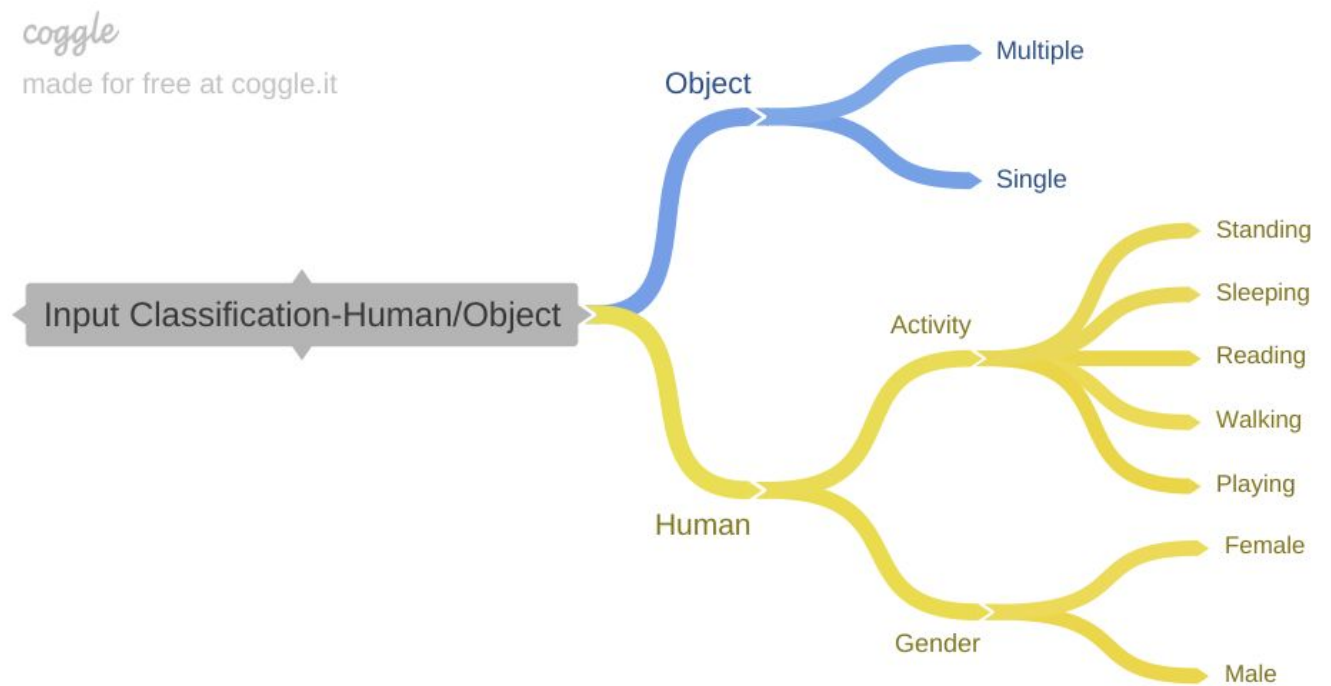 coggle
made for free at coggle.it
Object
Multiple
Single
Input Classification-Human/Object
Human
Activity
Standing
Sleeping
Reading
Walking
Playing
Gender
Female
Male